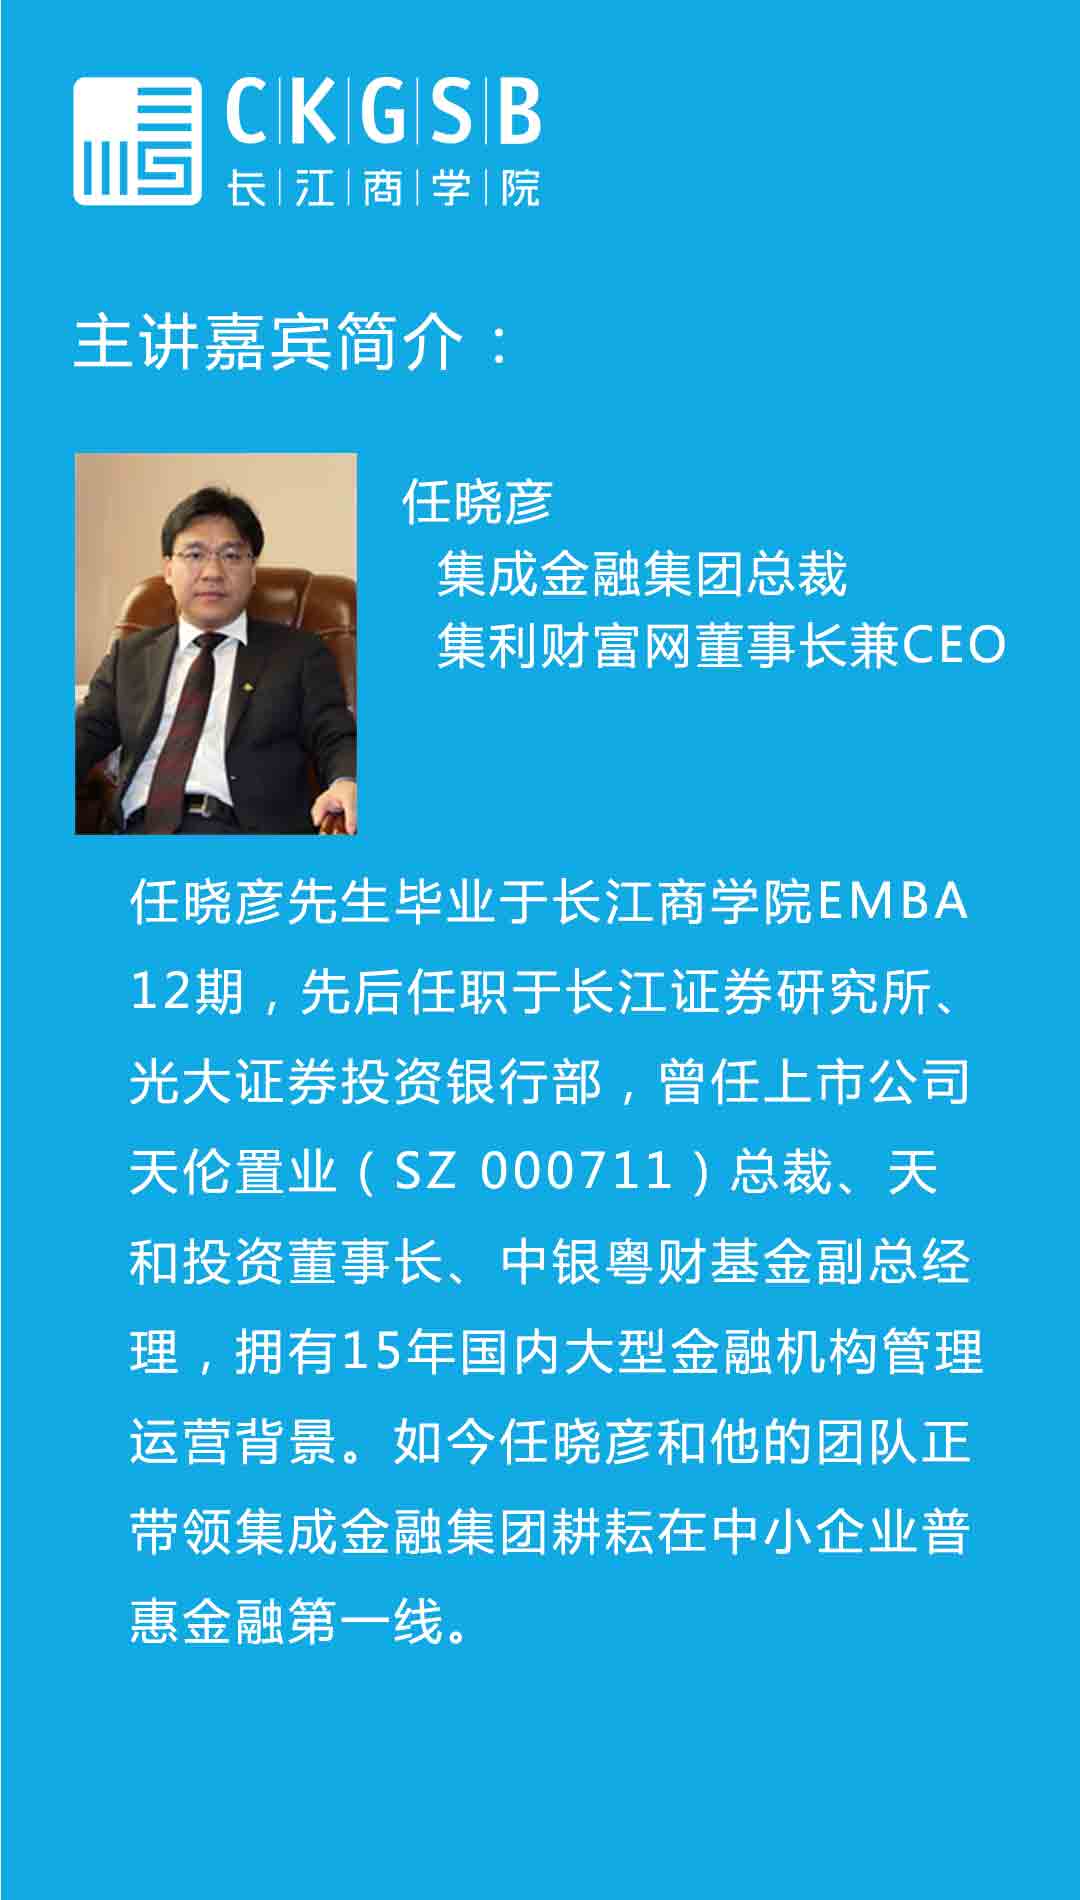 CKGSB
长江商学院
主讲嘉宾简介：
任晓彦
集成金融集团总裁
集利财富网董事长兼CEO
任晓彦先生毕业于长江商学院EMBA
12期，先后任职于长江证券研究所、
光大证券投资银行部，曾任上市公司
天伦置业（SZ 000711）总裁、天
和投资董事长、中银粤财基金副总经
理，拥有15年国内大型金融机构管理
运营背景。如今任晓彦和他的团队正
带领集成金融集团耕耘在中小企业普
惠金融第一线。